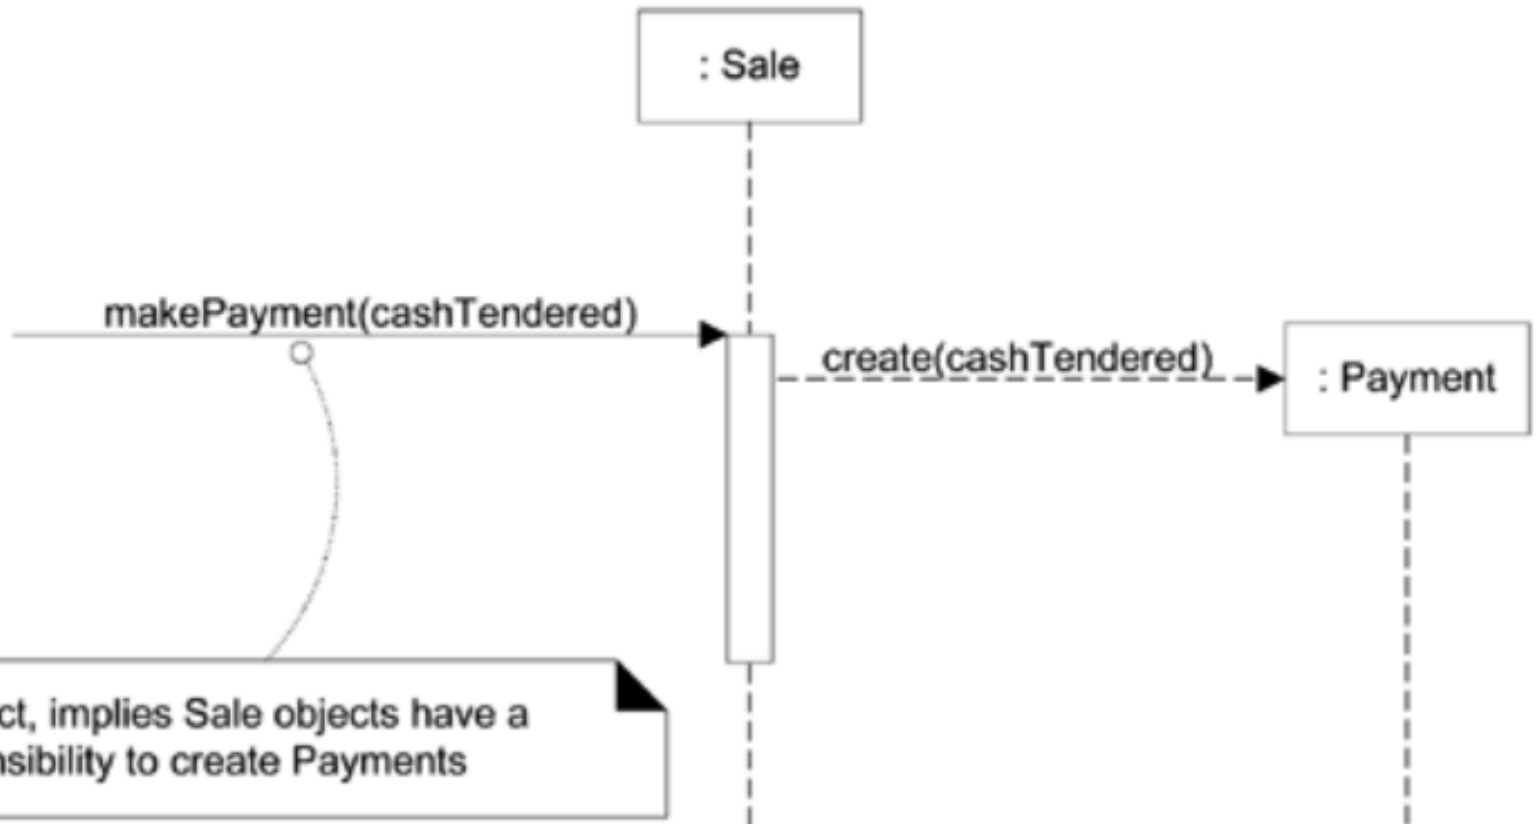 : Sale
makePayment(cashTendered)
create(cashTendered)
: Payment
ct, implies Sale objects have a
nsibility to create Payments